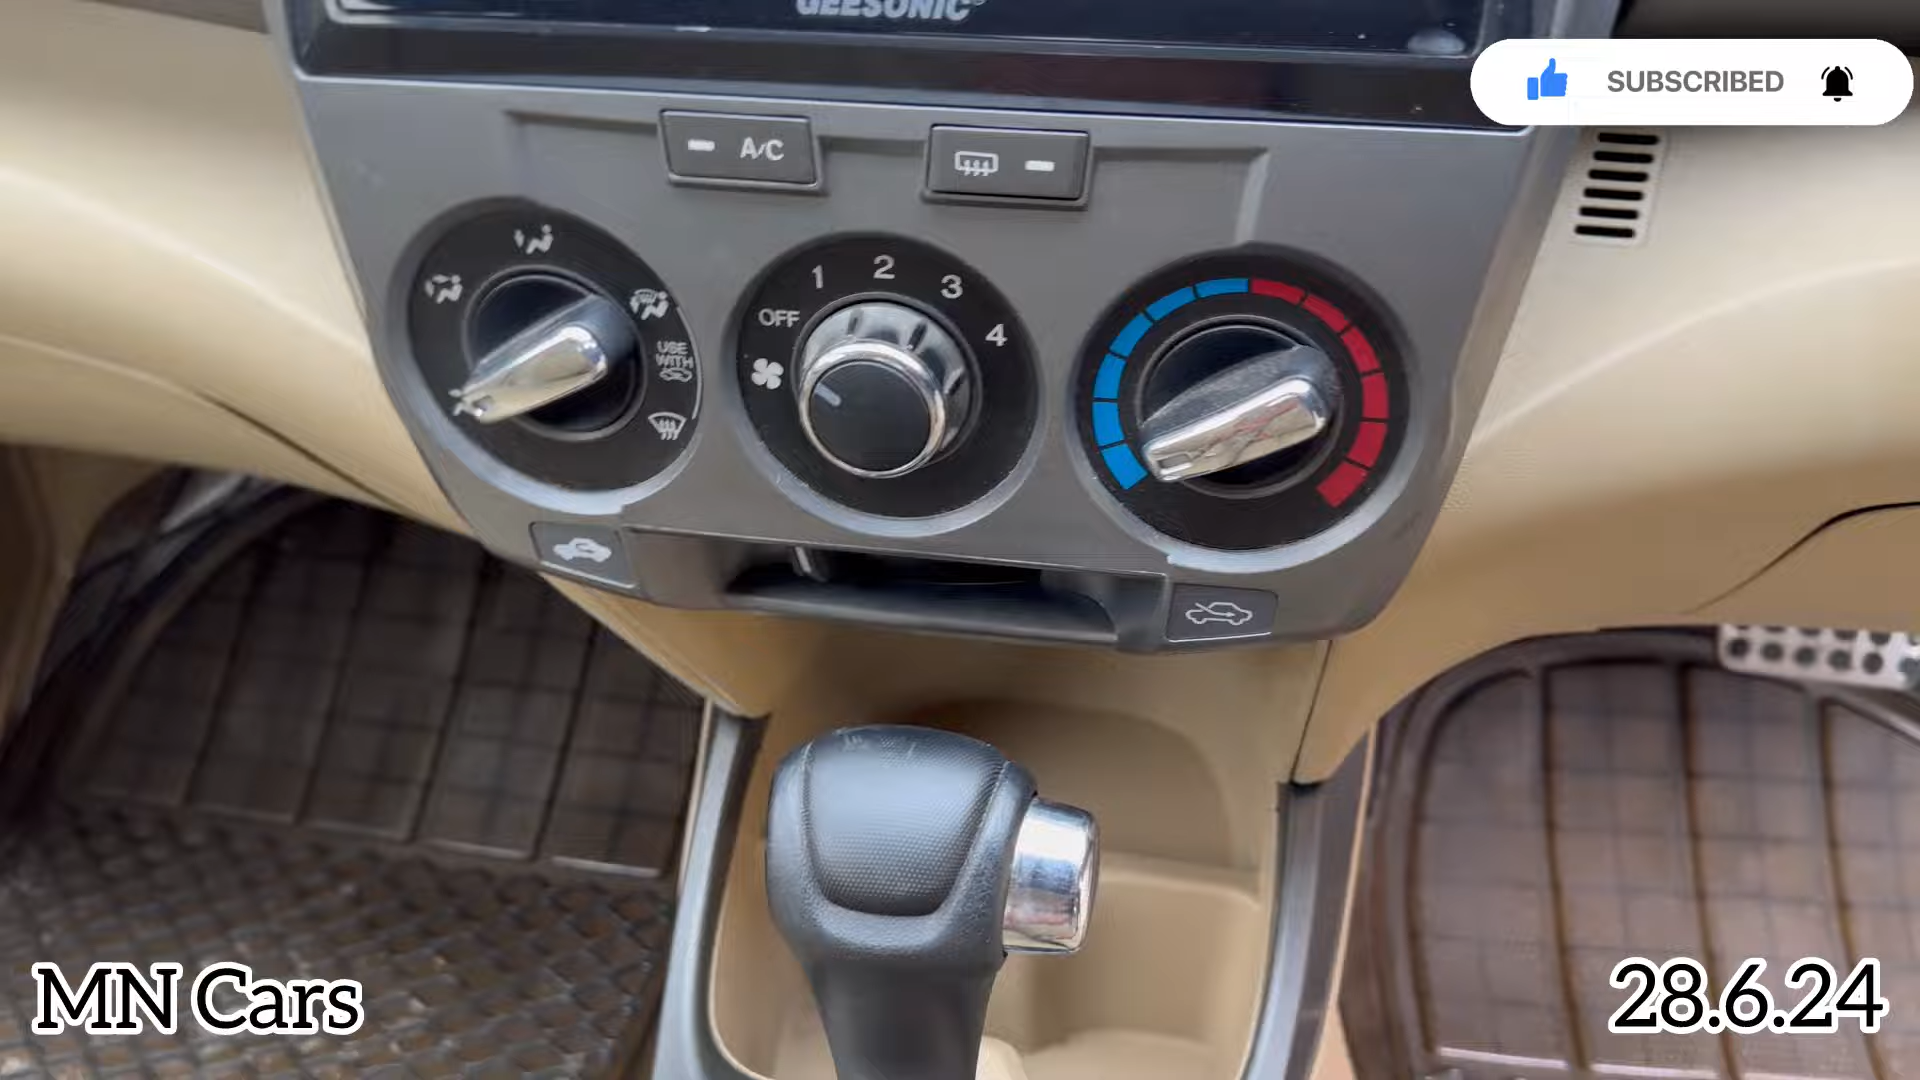 GEESONIC
SUBSCRIBED
A/C
1 2 3 4
OFF
USE
WITH
MN Cars
28.6.24